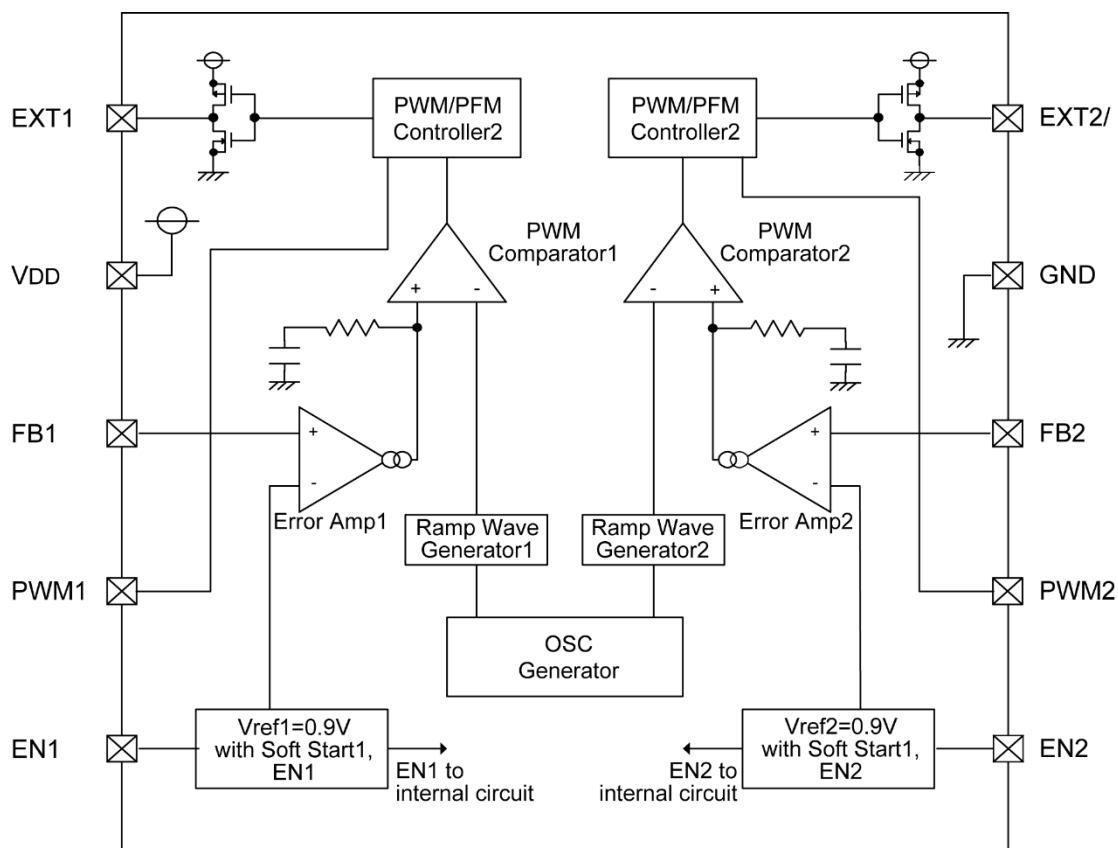 EXT1
PWM/PFM
Controller2
PWM/PFM
Controller2
EXT2/
VDD
PWM
Comparator1
PWM
Comparator2
GND
+
-
-
+
FB1
+
-
Error Amp1
+
-
Error Amp2
FB2
Ramp Wave
Generator1
Ramp Wave
Generator2
PWM1
PWM2
OSC
Generator
EN1
Vref1=0.9V
with Soft Start1,
EN1
EN1 to
internal circuit
EN2 to
internal circuit
Vref2=0.9V
with Soft Start1,
EN2
EN2